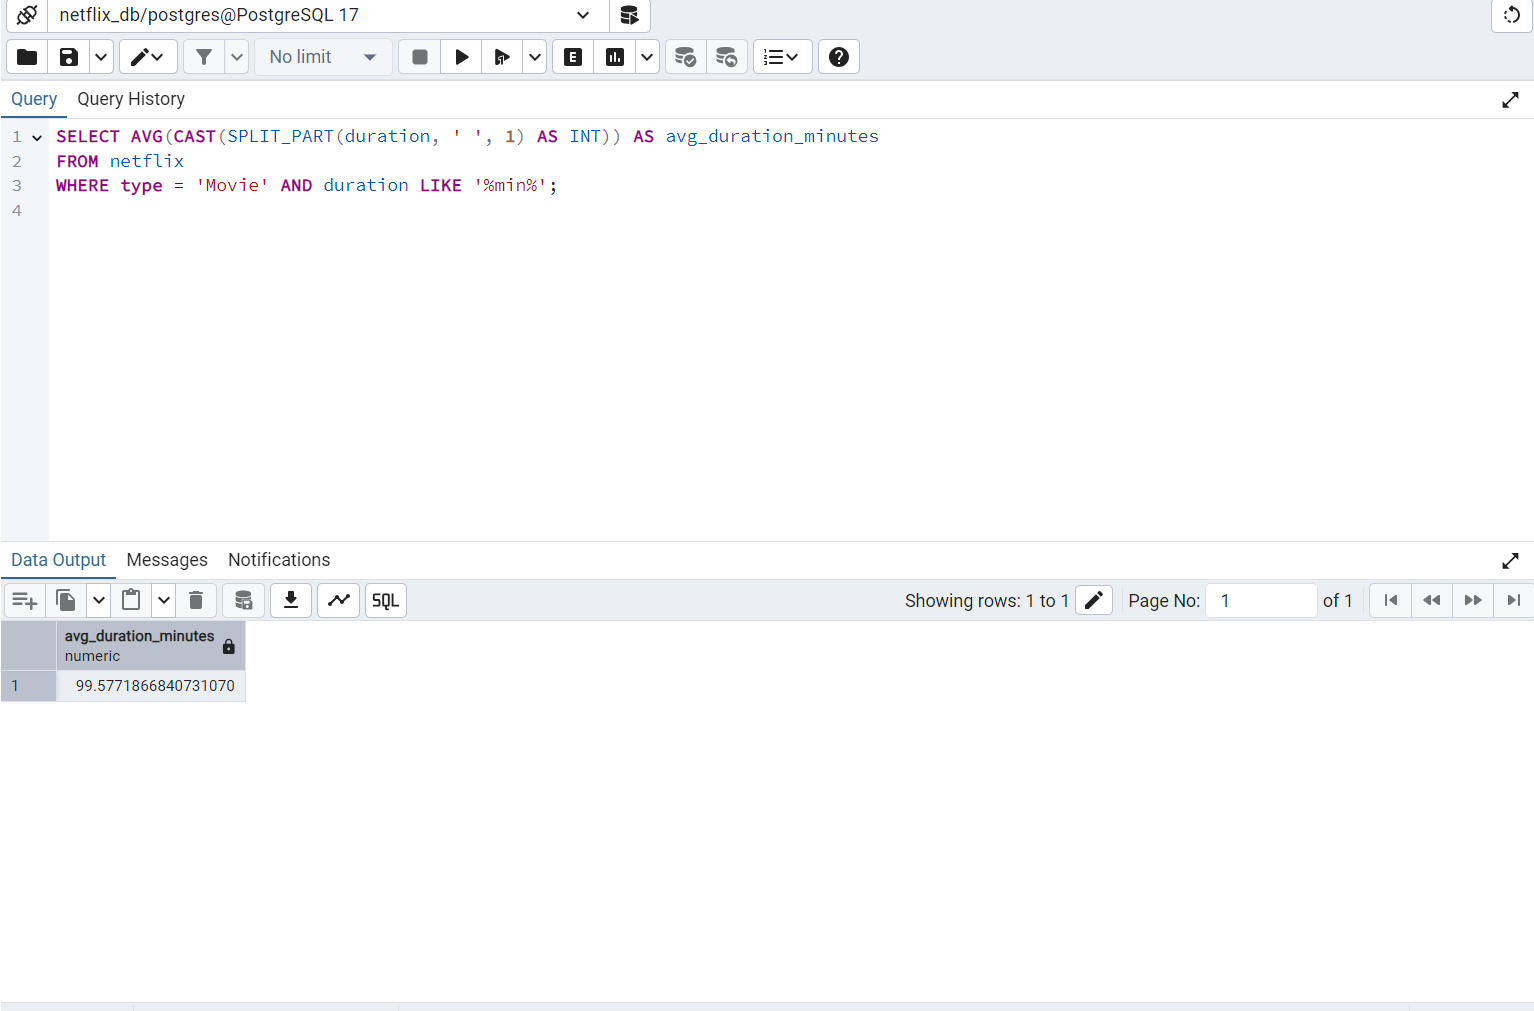 netflix_db/postgres@PostgreSQL 17
No limit
E
Query Query History
1 SELECT AVG(CAST(SPLIT_PART(duration, ' ', 1) AS INT)) AS avg_duration_minutes
2 FROM netflix
3 WHERE type = 'Movie' AND duration LIKE '%min%';
4
Data Output Messages Notifications
SQL Showing rows: 1 to 1 Page No: 1 of 1
avg_duration_minutes
numeric
1 99.5771866840731070